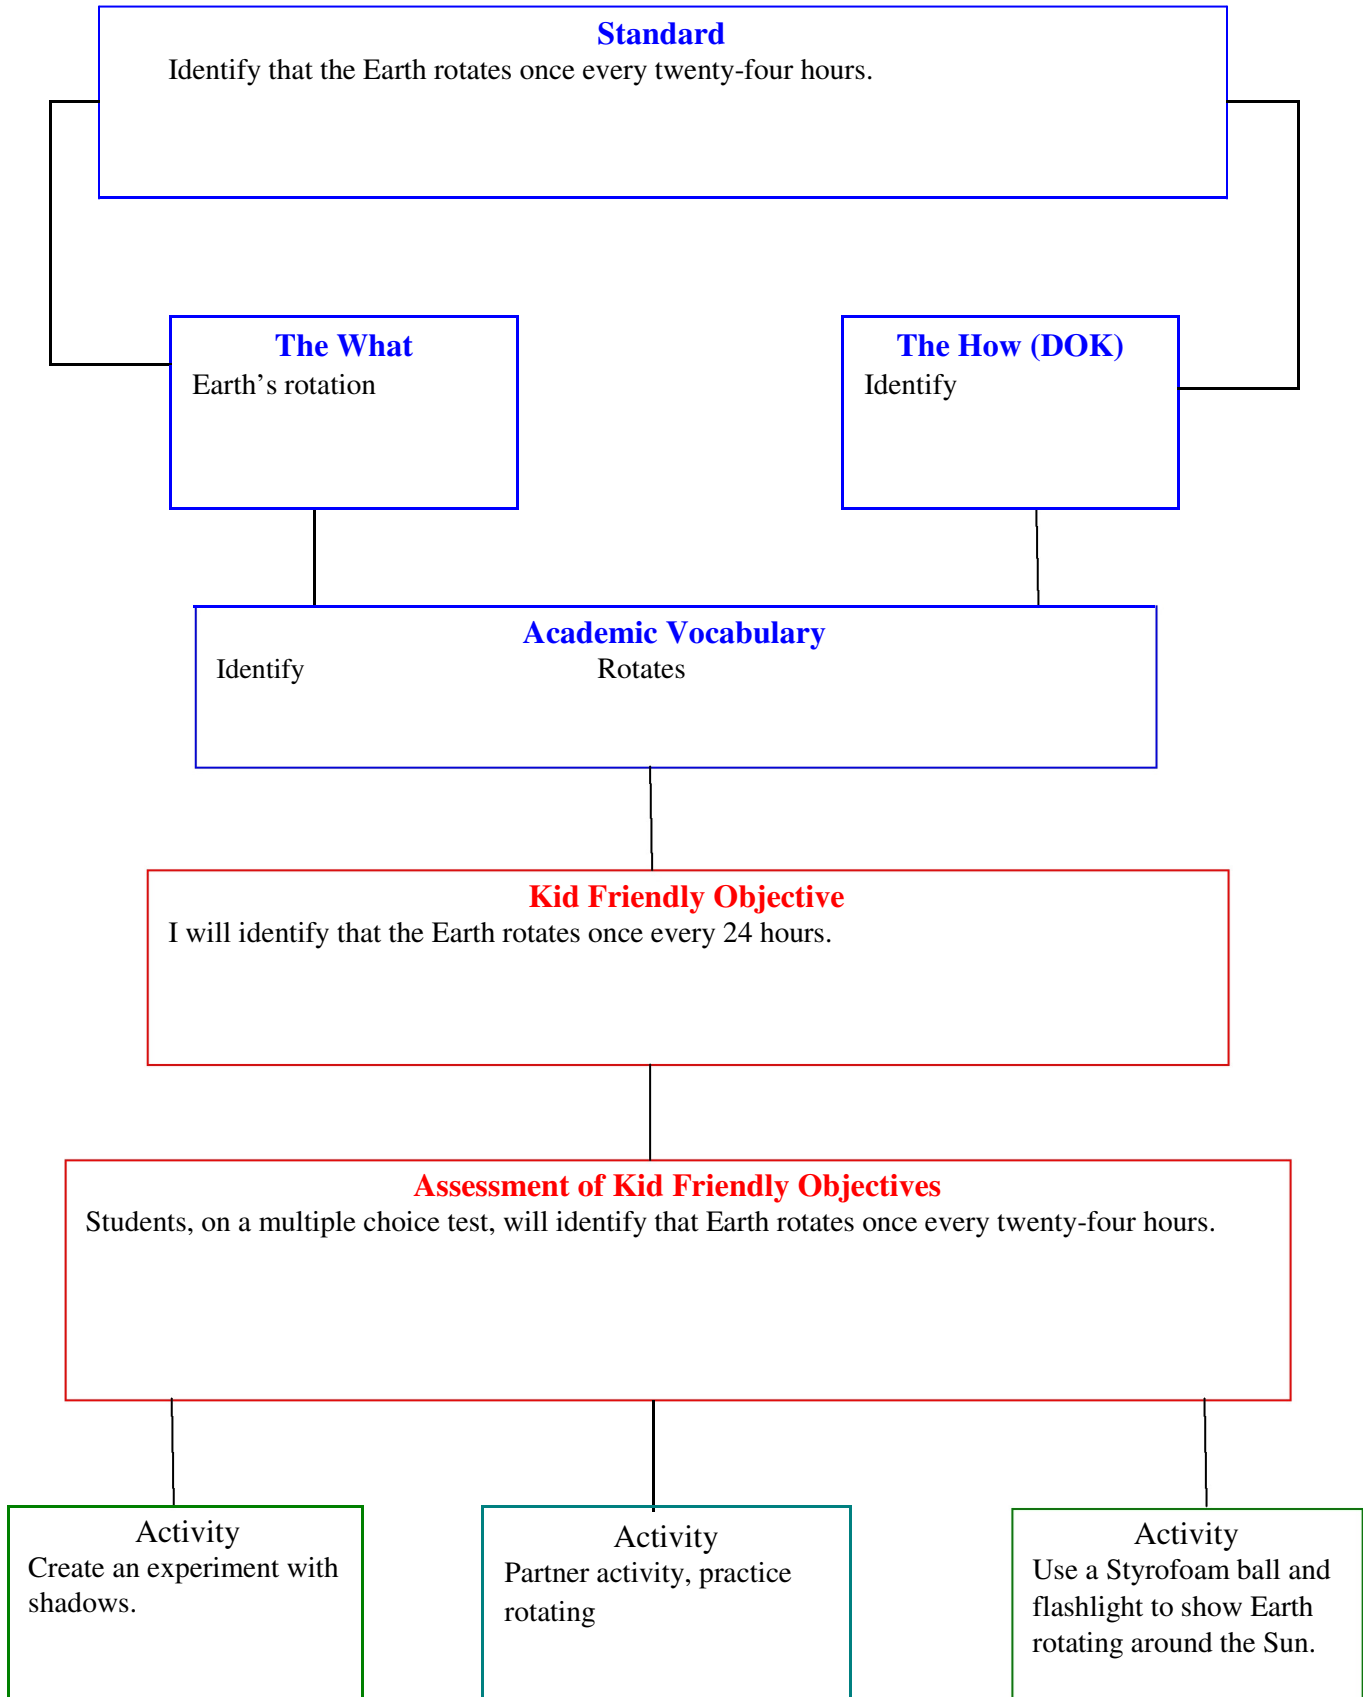 Standard
Identify that the Earth rotates once every twenty-four hours.
The What
Earth’s rotation
The How (DOK)
Identify
Academic Vocabulary
Identify Rotates
Kid Friendly Objective
I will identify that the Earth rotates once every 24 hours.
Assessment of Kid Friendly Objectives
Students, on a multiple choice test, will identify that Earth rotates once every twenty-four hours.
Activity
Create an experiment with
shadows.
Activity
Partner activity, practice
rotating
Activity
Use a Styrofoam ball and
flashlight to show Earth
rotating around the Sun.